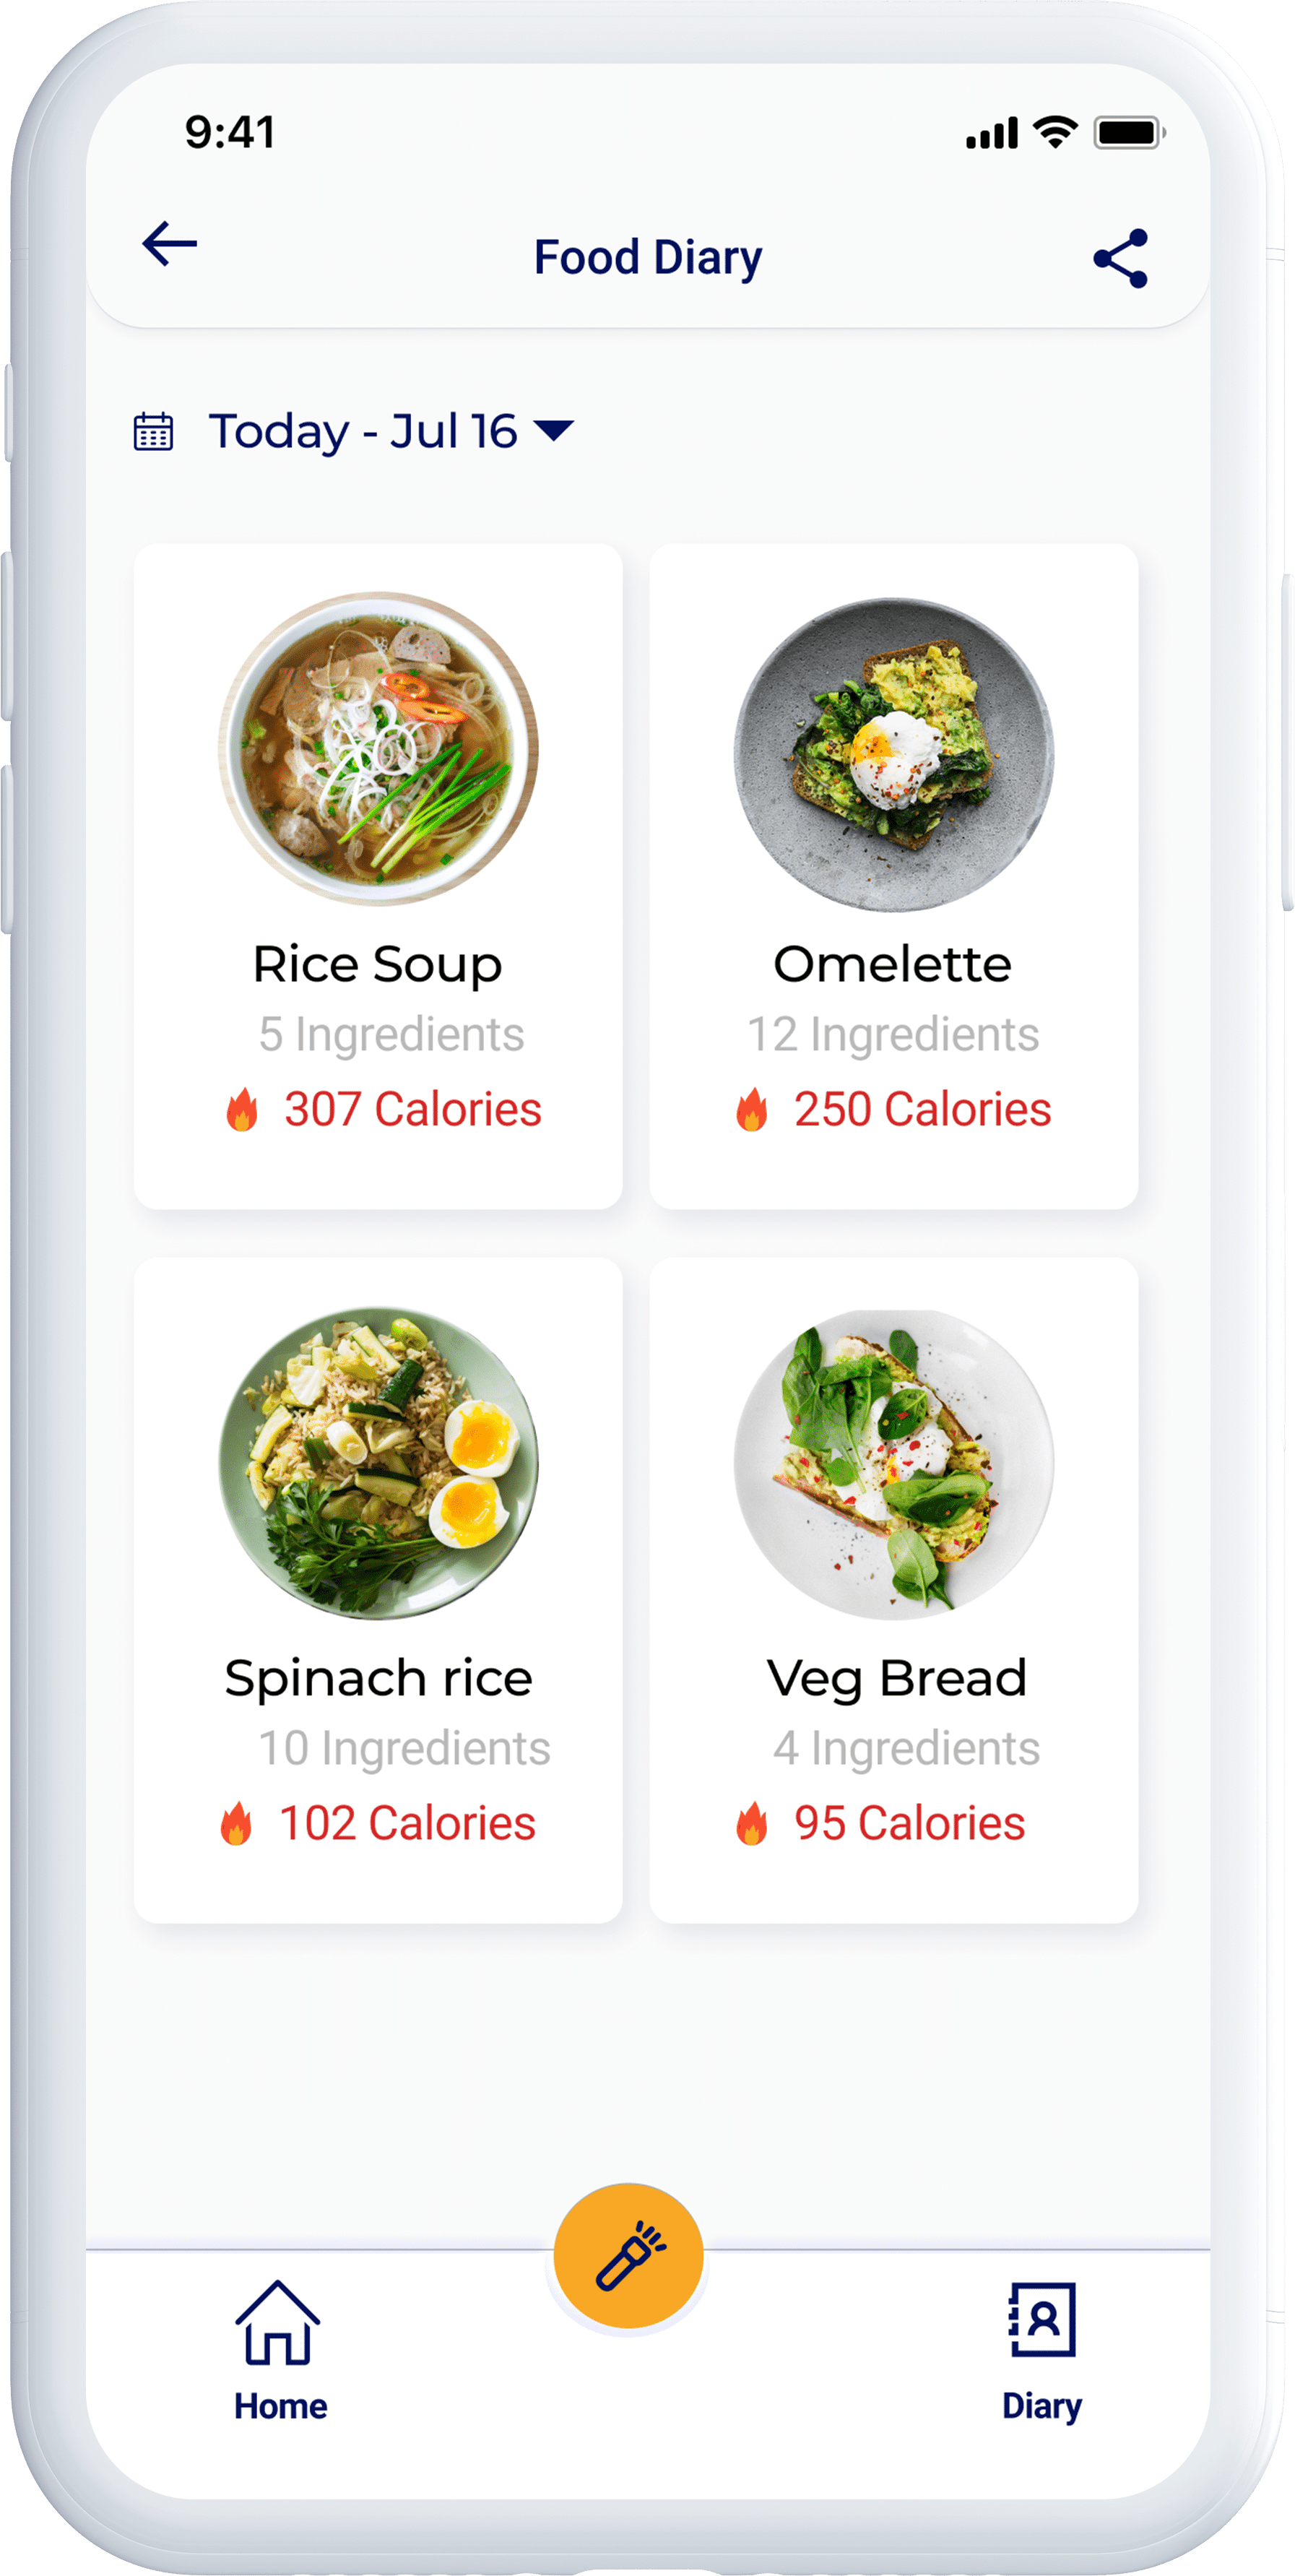 9:41
Food Diary
Today - Jul 16
Rice Soup
5 Ingredients
307 Calories
Omelette
12 Ingredients
250 Calories
Spinach rice
10 Ingredients
102 Calories
Veg Bread
4 Ingredients
95 Calories
Home
Diary